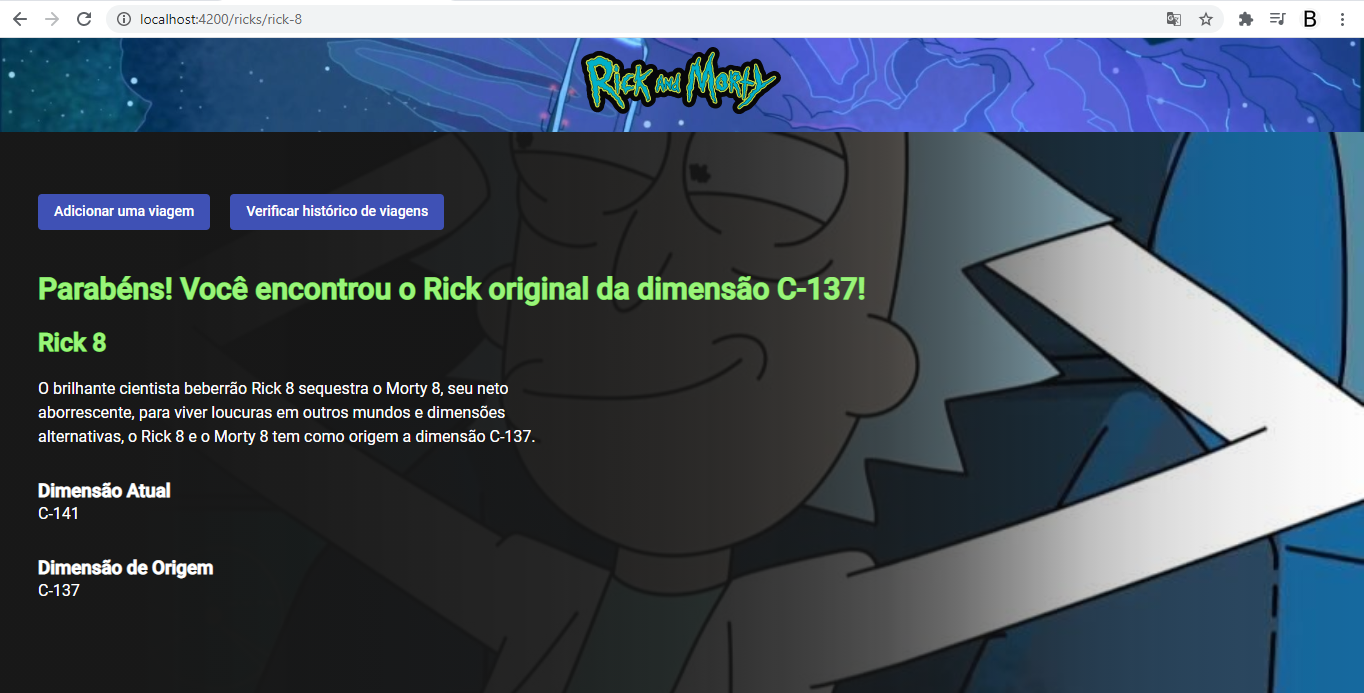 localhost:4200/ricks/rick-8
B
Rick and Morty
Adicionar uma viagem
Verificar histórico de viagens
Parabéns! Você encontrou o Rick original da dimensão C-137!
Rick 8
O brilhante cientista beberrão Rick 8 sequestra o Morty 8, seu neto
aborrescente, para viver loucuras em outros mundos e dimensões
alternativas, o Rick 8 e o Morty 8 tem como origem a dimensão C-137.
Dimensão Atual
C-141
Dimensão de Origem
C-137